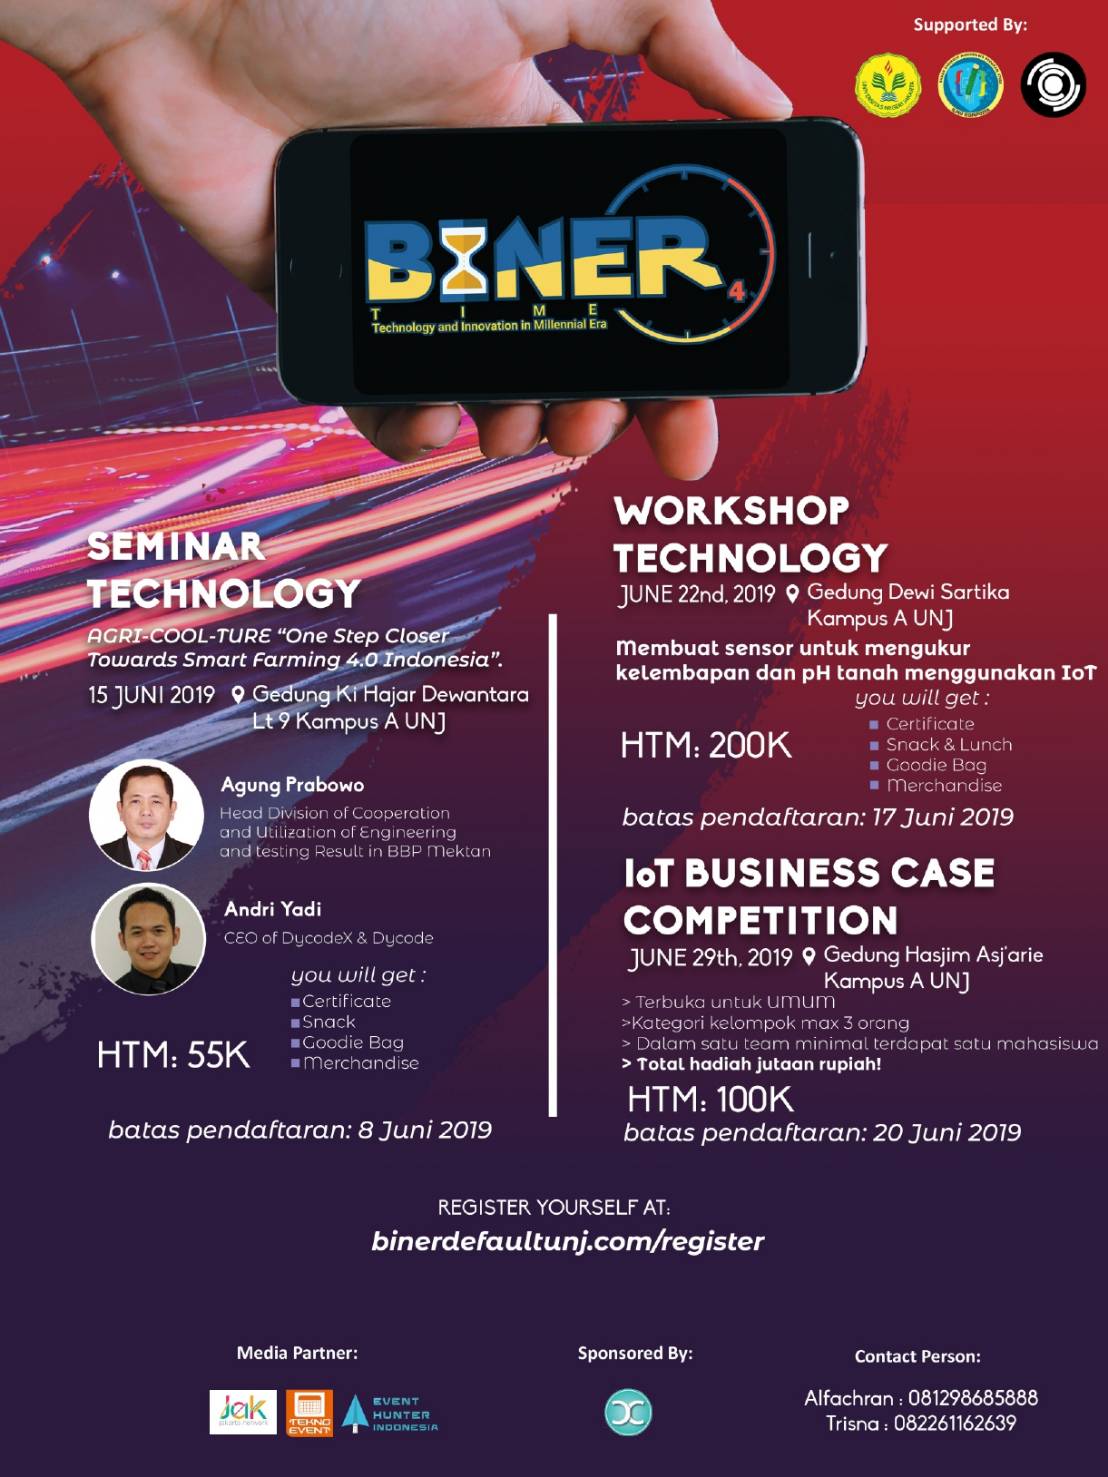 Supported By:
UNIVERSITAS NEGERI JAKARTA
BINER
4
T I M E
Technology and Innovation in Millennial Era
SEMINAR
TECHNOLOGY
AGRI-COOL-TURE “One Step Closer
Towards Smart Farming 4.0 Indonesia”.
15 JUNI 2019 Gedung Ki Hajar Dewantara
Lt 9 Kampus A UNJ
Agung Prabowo
Head Division of Cooperation
and Utilization of Engineering
and testing Result in BBP Mektan
Andri Yadi
CEO of DycodeX & Dycode
you will get :
Certificate
Snack
Goodie Bag
Merchandise
HTM: 55K
batas pendaftaran: 8 Juni 2019
WORKSHOP
TECHNOLOGY
JUNE 22nd, 2019 Gedung Dewi Sartika
Kampus A UNJ
Membuat sensor untuk mengukur
kelembapan dan pH tanah menggunakan IoT
you will get :
Certificate
Snack & Lunch
Goodie Bag
Merchandise
HTM: 200K
batas pendaftaran: 17 Juni 2019
IoT BUSINESS CASE
COMPETITION
JUNE 29th, 2019 Gedung Hasjim Asj'arie
Kampus A UNJ
> Terbuka untuk UMUM
>Kategori kelompok max 3 orang
> Dalam satu team minimal terdapat satu mahasiswa
> Total hadiah jutaan rupiah!
HTM: 100K
batas pendaftaran: 20 Juni 2019
REGISTER YOURSELF AT:
binerdefaultunj.com/register
Media Partner:
jak
jakarta network
TEKNO
EVENT
EVENT
HUNTER
INDONESIA
Sponsored By:
Contact Person:
Alfachran : 081298685888
Trisna : 082261162639